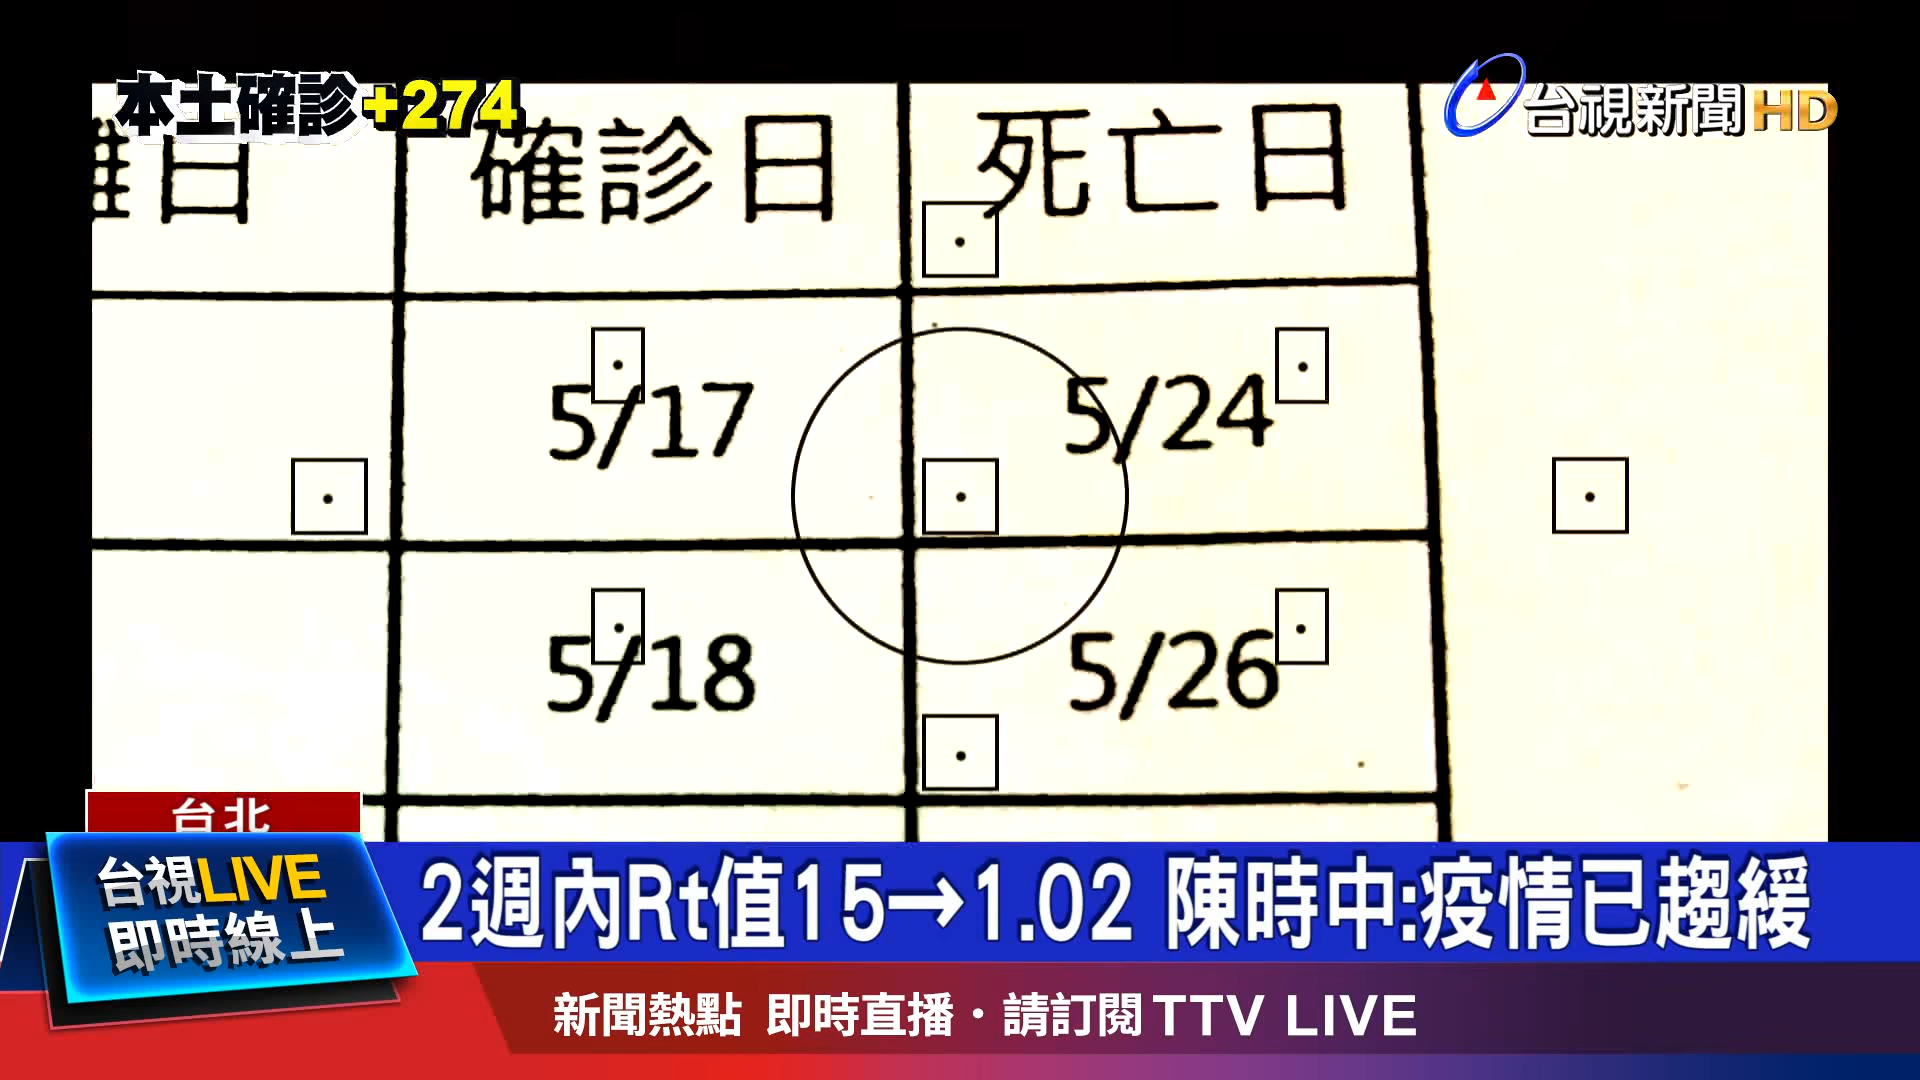 本土確診+274
台視新聞HD
離日 確診日 死亡日
5/17 5/24
5/18 5/26
台北
台視LIVE
即時線上
2週內Rt值15→1.02 陳時中:疫情已趨緩
新聞熱點 即時直播・請訂閱TTV LIVE